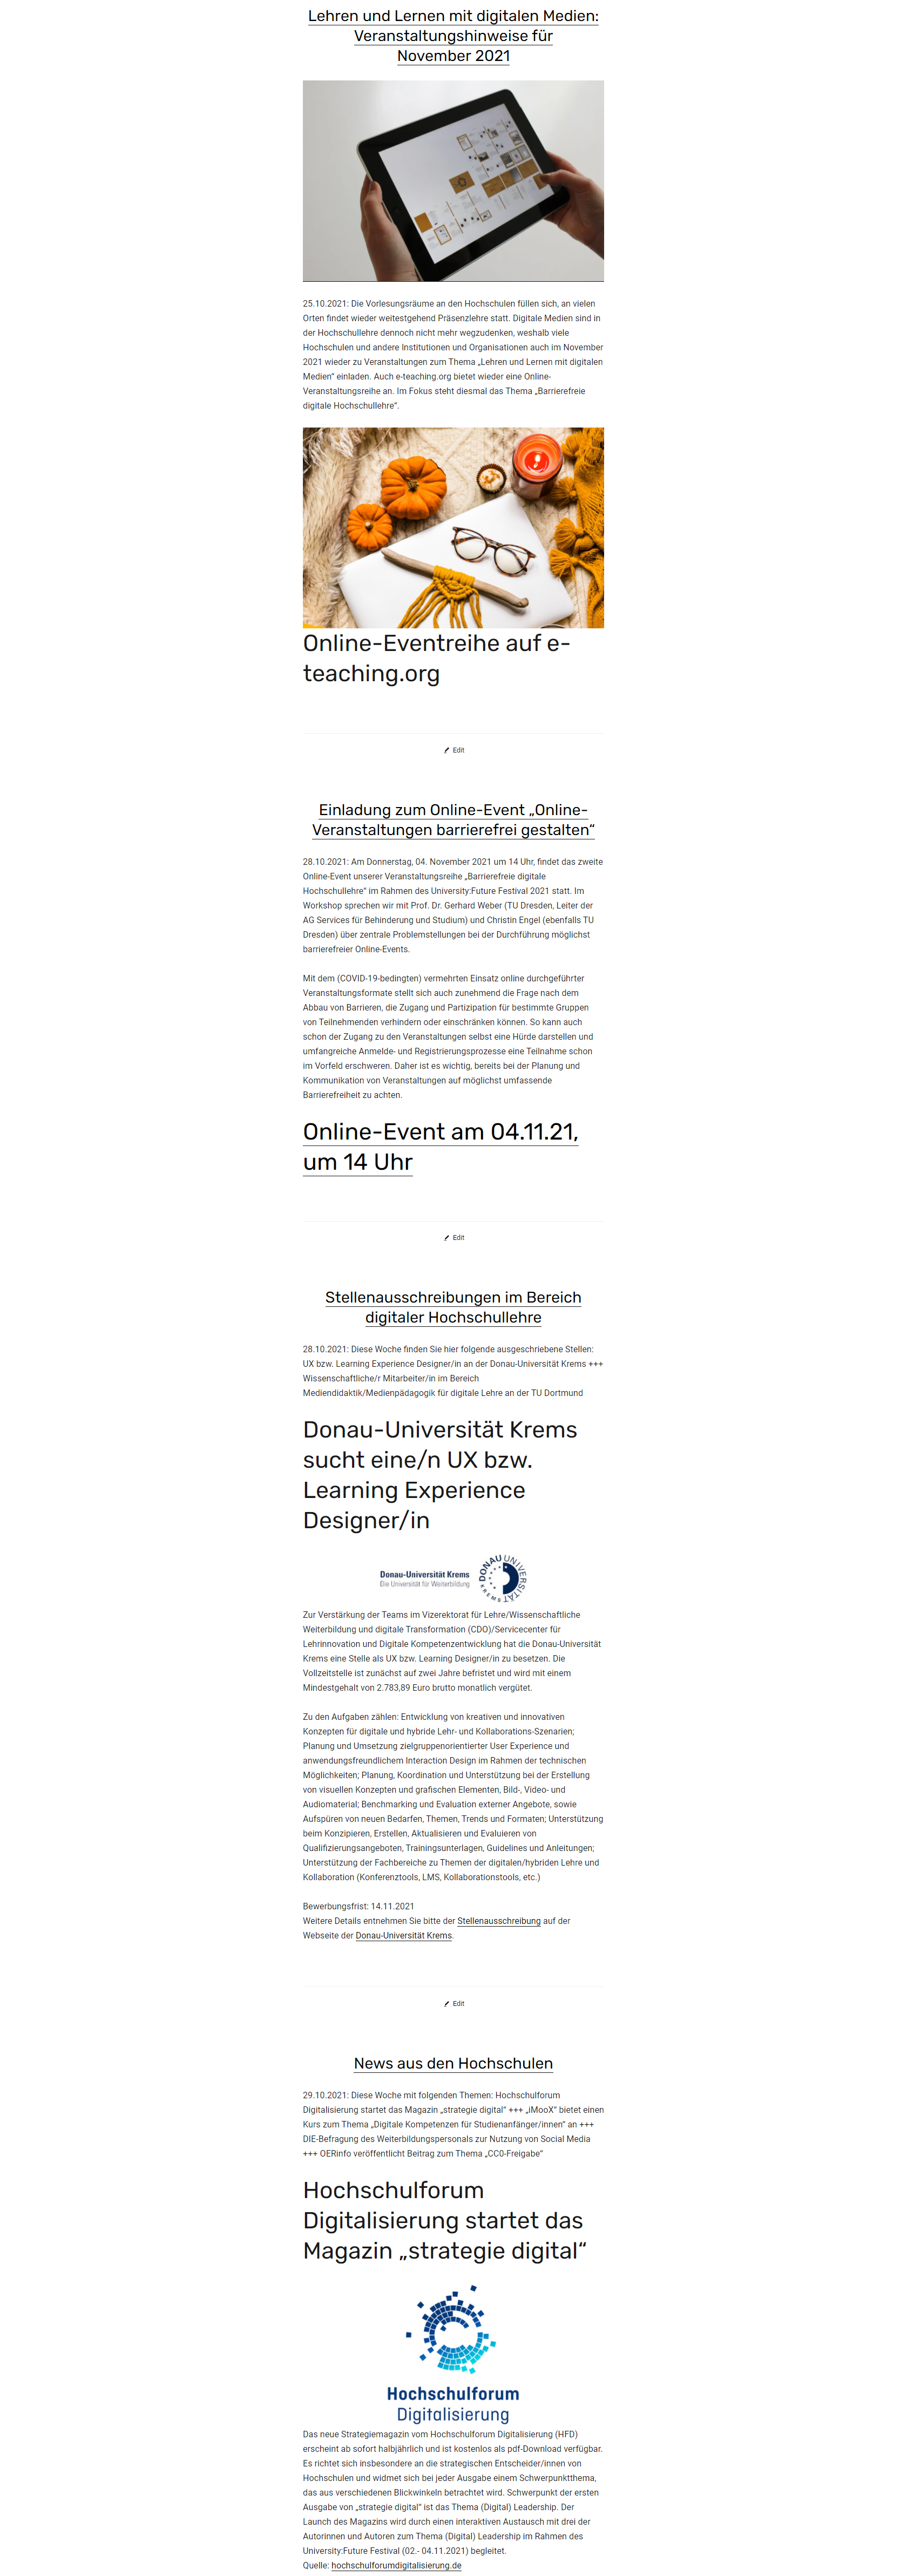 Lehren und Lernen mit digitalen Medien:
Veranstaltungshinweise für
November 2021
25.10.2021: Die Vorlesungsräume an den Hochschulen füllen sich, an vielen
Orten findet wieder weitestgehend Präsenzlehre statt. Digitale Medien sind in
der Hochschullehre dennoch nicht mehr wegzudenken, weshalb viele
Hochschulen und andere Institutionen und Organisationen auch im November
2021 wieder zu Veranstaltungen zum Thema „Lehren und Lernen mit digitalen
Medien“ einladen. Auch e-teaching.org bietet wieder eine Online-
Veranstaltungsreihe an. Im Fokus steht diesmal das Thema „Barrierefreie
digitale Hochschullehre“.
Online-Eventreihe auf e-
teaching.org
Edit
Einladung zum Online-Event „Online-
Veranstaltungen barrierefrei gestalten“
28.10.2021: Am Donnerstag, 04. November 2021 um 14 Uhr, findet das zweite
Online-Event unserer Veranstaltungsreihe „Barrierefreie digitale
Hochschullehre“ im Rahmen des University:Future Festival 2021 statt. Im
Workshop sprechen wir mit Prof. Dr. Gerhard Weber (TU Dresden, Leiter der
AG Services für Behinderung und Studium) und Christin Engel (ebenfalls TU
Dresden) über zentrale Problemstellungen bei der Durchführung möglichst
barrierefreier Online-Events.
Mit dem (COVID-19-bedingten) vermehrten Einsatz online durchgeführter
Veranstaltungsformate stellt sich auch zunehmend die Frage nach dem
Abbau von Barrieren, die Zugang und Partizipation für bestimmte Gruppen
von Teilnehmenden verhindern oder einschränken können. So kann auch
schon der Zugang zu den Veranstaltungen selbst eine Hürde darstellen und
umfangreiche Anmelde- und Registrierungsprozesse eine Teilnahme schon
im Vorfeld erschweren. Daher ist es wichtig, bereits bei der Planung und
Kommunikation von Veranstaltungen auf möglichst umfassende
Barrierefreiheit zu achten.
Online-Event am 04.11.21,
um 14 Uhr
Edit
Stellenausschreibungen im Bereich
digitaler Hochschullehre
28.10.2021: Diese Woche finden Sie hier folgende ausgeschriebene Stellen:
UX bzw. Learning Experience Designer/in an der Donau-Universität Krems +++
Wissenschaftliche/r Mitarbeiter/in im Bereich
Mediendidaktik/Medienpädagogik für digitale Lehre an der TU Dortmund
Donau-Universität Krems
sucht eine/n UX bzw.
Learning Experience
Designer/in
Donau-Universität Krems
Die Universität für Weiterbildung
DONAU UNIVERSITÄT KREMS
Zur Verstärkung der Teams im Vizerektorat für Lehre/Wissenschaftliche
Weiterbildung und digitale Transformation (CDO)/Servicecenter für
Lehrinnovation und Digitale Kompetenzentwicklung hat die Donau-Universität
Krems eine Stelle als UX bzw. Learning Designer/in zu besetzen. Die
Vollzeitstelle ist zunächst auf zwei Jahre befristet und wird mit einem
Mindestgehalt von 2.783,89 Euro brutto monatlich vergütet.
Zu den Aufgaben zählen: Entwicklung von kreativen und innovativen
Konzepten für digitale und hybride Lehr- und Kollaborations-Szenarien;
Planung und Umsetzung zielgruppenorientierter User Experience und
anwendungsfreundlichem Interaction Design im Rahmen der technischen
Möglichkeiten; Planung, Koordination und Unterstützung bei der Erstellung
von visuellen Konzepten und grafischen Elementen, Bild-, Video- und
Audiomaterial; Benchmarking und Evaluation externer Angebote, sowie
Aufspüren von neuen Bedarfen, Themen, Trends und Formaten; Unterstützung
beim Konzipieren, Erstellen, Aktualisieren und Evaluieren von
Qualifizierungsangeboten, Trainingsunterlagen, Guidelines und Anleitungen;
Unterstützung der Fachbereiche zu Themen der digitalen/hybriden Lehre und
Kollaboration (Konferenztools, LMS, Kollaborationstools, etc.)
Bewerbungsfrist: 14.11.2021
Weitere Details entnehmen Sie bitte der Stellenausschreibung auf der
Webseite der Donau-Universität Krems.
Edit
News aus den Hochschulen
29.10.2021: Diese Woche mit folgenden Themen: Hochschulforum
Digitalisierung startet das Magazin „strategie digital“ +++ „iMooX“ bietet einen
Kurs zum Thema „Digitale Kompetenzen für Studienanfänger/innen“ an +++
DIE-Befragung des Weiterbildungspersonals zur Nutzung von Social Media
+++ OERinfo veröffentlicht Beitrag zum Thema „CC0-Freigabe“
Hochschulforum
Digitalisierung startet das
Magazin „strategie digital“
Hochschulforum
Digitalisierung
Das neue Strategiemagazin vom Hochschulforum Digitalisierung (HFD)
erscheint ab sofort halbjährlich und ist kostenlos als pdf-Download verfügbar.
Es richtet sich insbesondere an die strategischen Entscheider/innen von
Hochschulen und widmet sich bei jeder Ausgabe einem Schwerpunktthema,
das aus verschiedenen Blickwinkeln betrachtet wird. Schwerpunkt der ersten
Ausgabe von „strategie digital“ ist das Thema (Digital) Leadership. Der
Launch des Magazins wird durch einen interaktiven Austausch mit drei der
Autorinnen und Autoren zum Thema (Digital) Leadership im Rahmen des
University:Future Festival (02.- 04.11.2021) begleitet.
Quelle: hochschulforumdigitalisierung.de